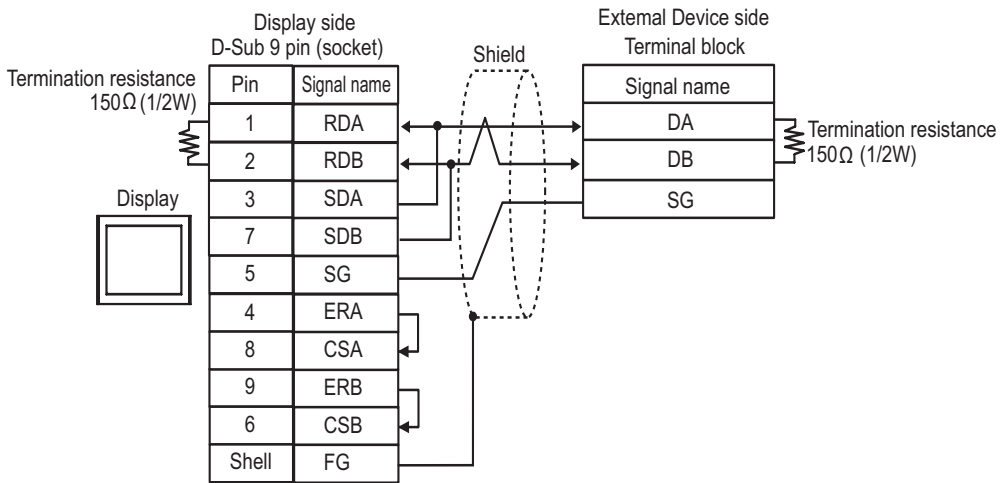 Display side
D-Sub 9 pin (socket)
External Device side
Terminal block
Shield
Termination resistance
150Ω (1/2W)
Pin Signal name
1 RDA
2 RDB
3 SDA
7 SDB
5 SG
4 ERA
8 CSA
9 ERB
6 CSB
Shell FG
Display
Signal name
DA
DB
SG
Termination resistance
150Ω (1/2W)